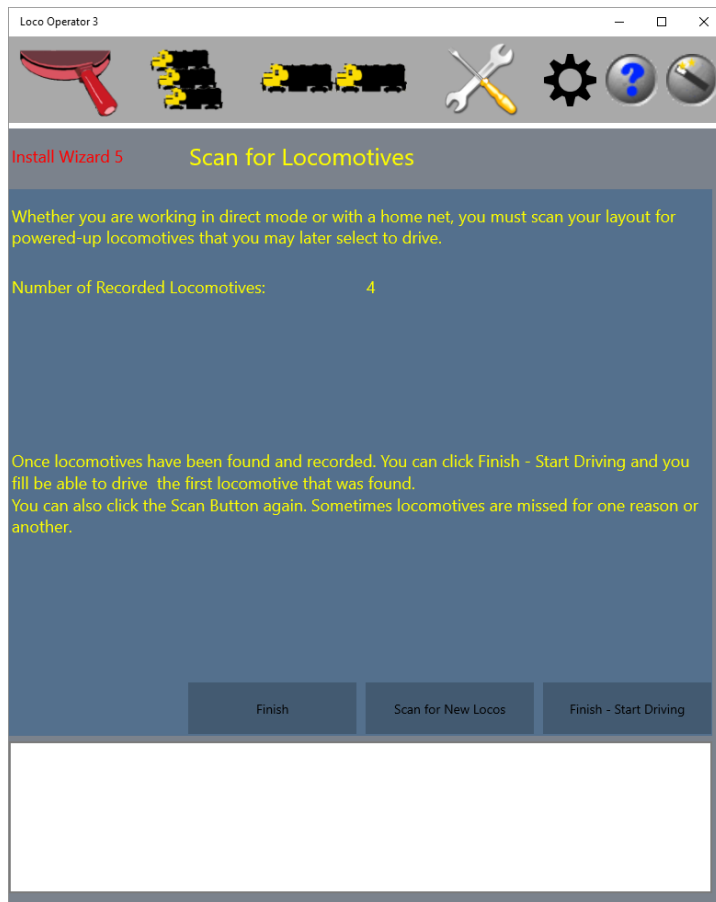 Loco Operator 3
Install Wizard 5
Scan for Locomotives
Whether you are working in direct mode or with a home net, you must scan your layout for
powered-up locomotives that you may later select to drive.
Number of Recorded Locomotives: 4
Once locomotives have been found and recorded. You can click Finish - Start Driving and you
fill be able to drive  the first locomotive that was found.
You can also click the Scan Button again. Sometimes locomotives are missed for one reason or
another.
Finish
Scan for New Locos
Finish - Start Driving